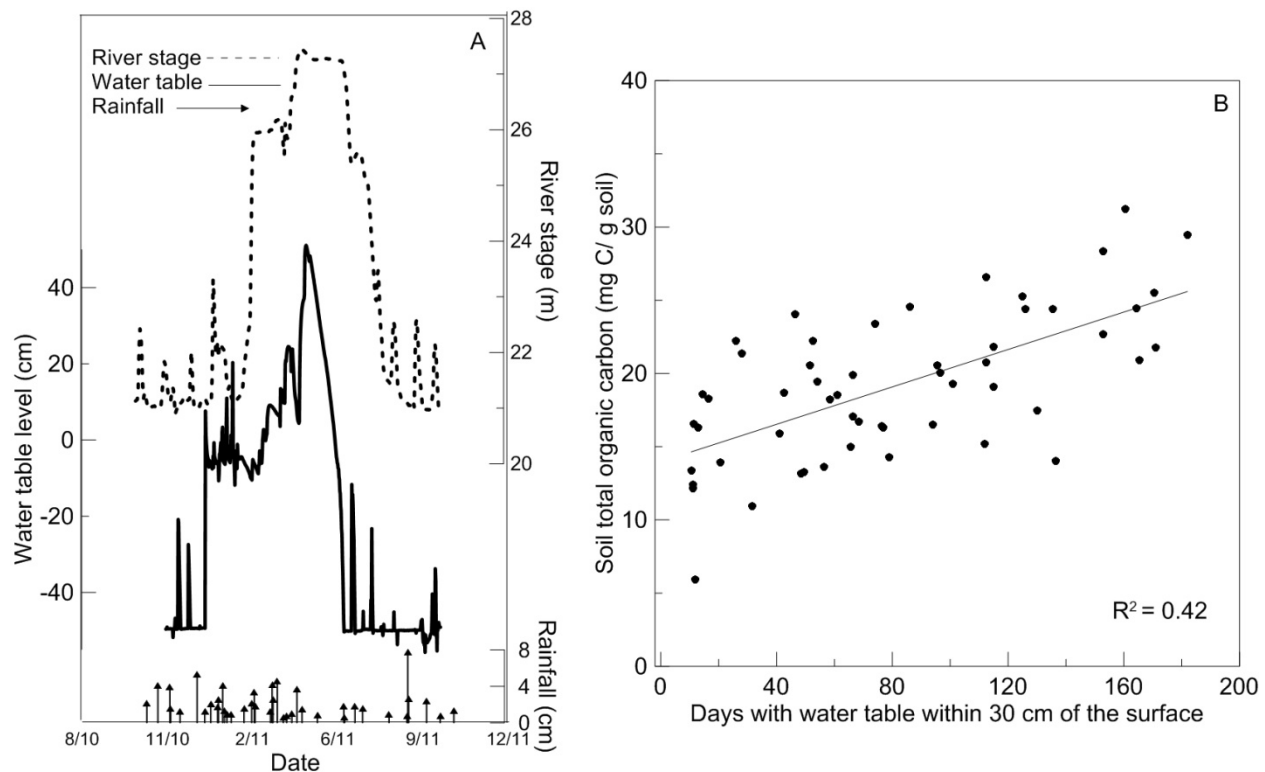 A
River stage
Water table
Rainfall
Water table level (cm)
40
20
0
-20
-40
28
26
24
22
20
River stage (m)
8
4
0
Rainfall (cm)
8/10
11/10
2/11
6/11
9/11
12/11
Date
B
Soil total organic carbon (mg C/ g soil)
40
30
20
10
0
R² = 0.42
0
40
80
120
160
200
Days with water table within 30 cm of the surface